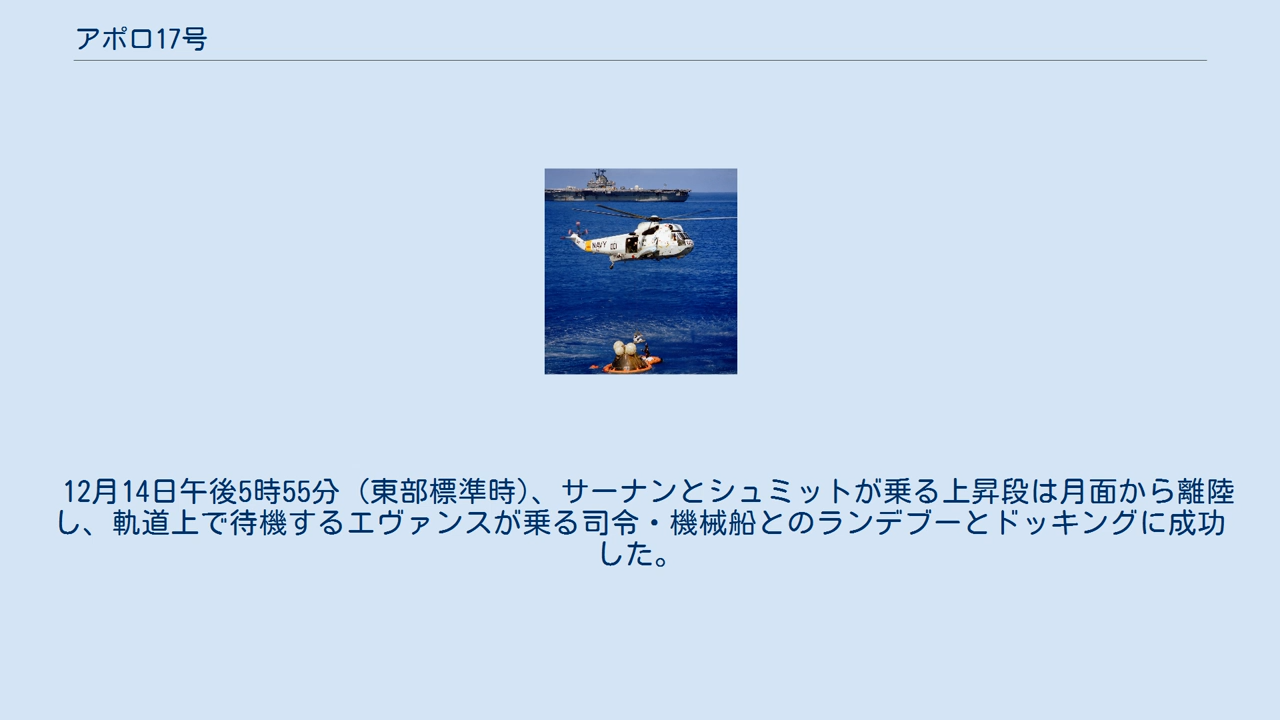 アポロ17号
NAVY
12月14日午後5時55分（東部標準時）、サーナンとシュミットが乗る上昇段は月面から離陸
し、軌道上で待機するエヴァンスが乗る司令・機械船とのランデブーとドッキングに成功
した。